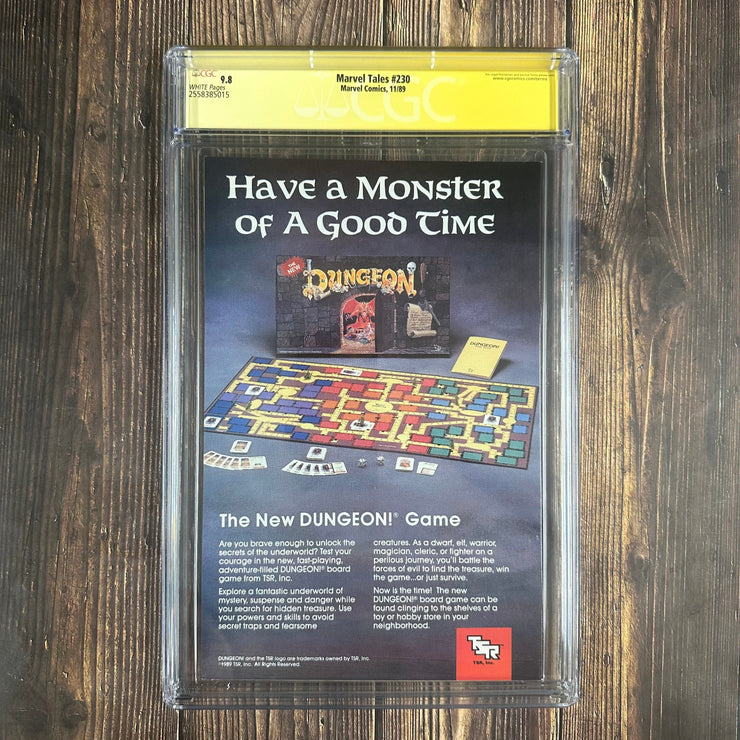 CGC
9.8
WHITE Pages
2558385015
Marvel Tales #230
Marvel Comics, 11/89
www.cgccomics.com/terms
CGC
Have a Monster
of A Good Time
THE NEW
DUNGEON
DUNGEON!
The New DUNGEON!® Game
Are you brave enough to unlock the
secrets of the underworld? Test your
courage in the new, fast-playing,
adventure-filled DUNGEON!® board
game from TSR, Inc.
Explore a fantastic underworld of
mystery, suspense and danger while
you search for hidden treasure. Use
your powers and skills to avoid
secret traps and fearsome
creatures. As a dwarf, elf, warrior,
magician, cleric, or fighter on a
perilous journey, you'll battle the
forces of evil to find the treasure, win
the game...or just survive.
Now is the time! The new
DUNGEON!® board game can be
found clinging to the shelves of a
toy or hobby store in your
neighborhood.
DUNGEON! and the TSR logo are trademarks owned by TSR, Inc.
©1989 TSR, Inc. All Rights Reserved.
TSR
TSR, Inc.